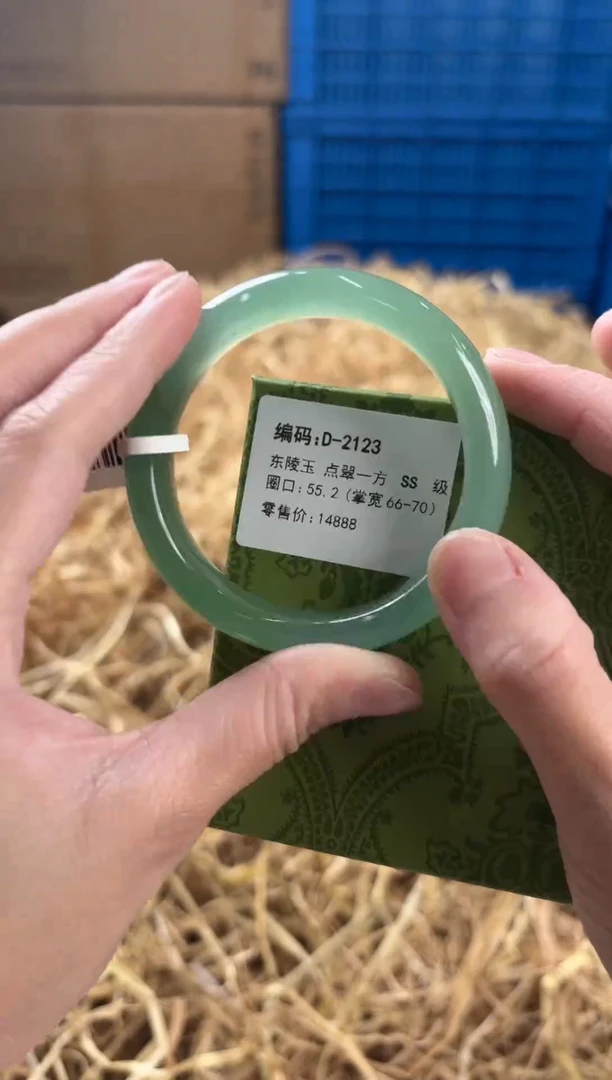 编码:D-2123
东陵玉 点翠一方 SS 级
圈口:55.2(掌宽66-70)
零售价:14888